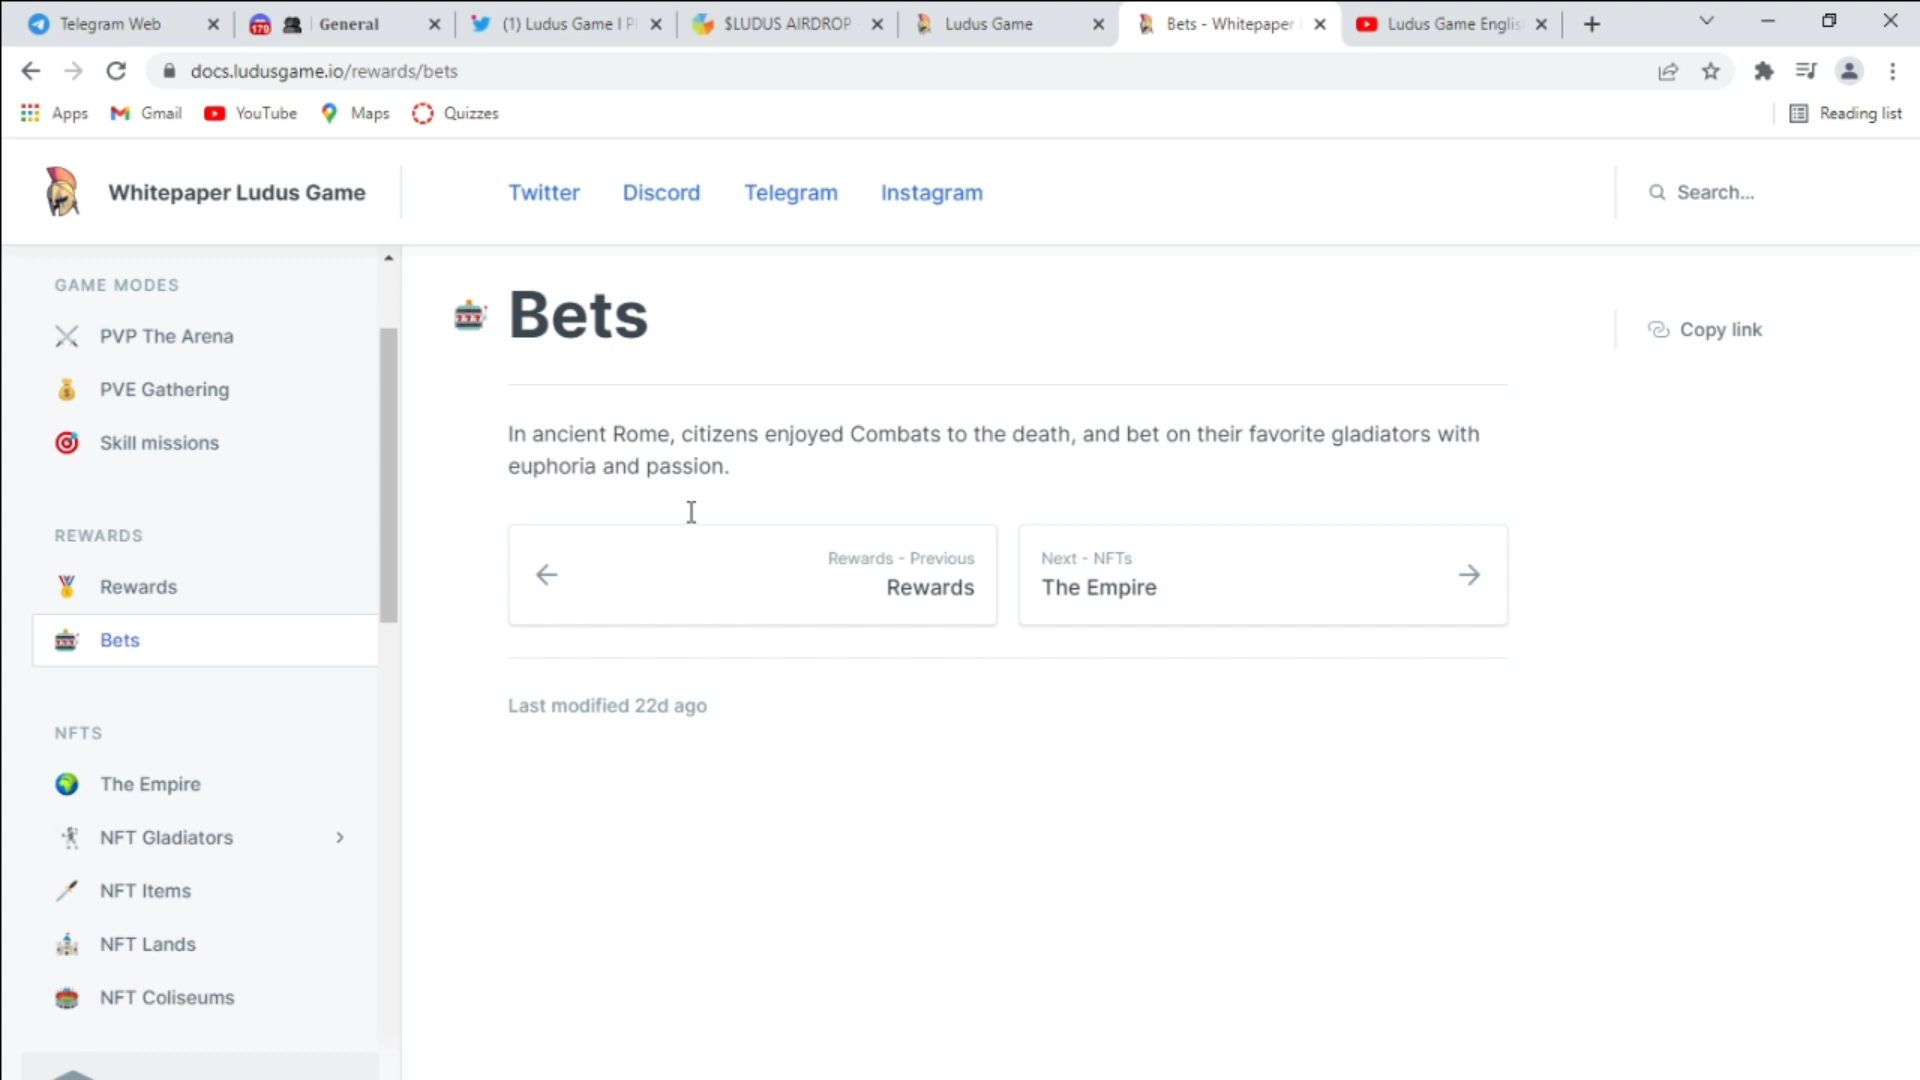 Telegram Web
179
General
(1) Ludus Game I P
$LUDUS AIRDROP
Ludus Game
Bets - Whitepaper
Ludus Game Englis
docs.ludusgame.io/rewards/bets
Apps
Gmail
YouTube
Maps
Quizzes
Reading list
Whitepaper Ludus Game
Twitter
Discord
Telegram
Instagram
Search...
GAME MODES
PVP The Arena
PVE Gathering
Skill missions
REWARDS
Rewards
Bets
NFTS
The Empire
NFT Gladiators
NFT Items
NFT Lands
NFT Coliseums
Bets
In ancient Rome, citizens enjoyed Combats to the death, and bet on their favorite gladiators with
euphoria and passion.
Rewards - Previous
Rewards
Next - NFTs
The Empire
Last modified 22d ago
Copy link